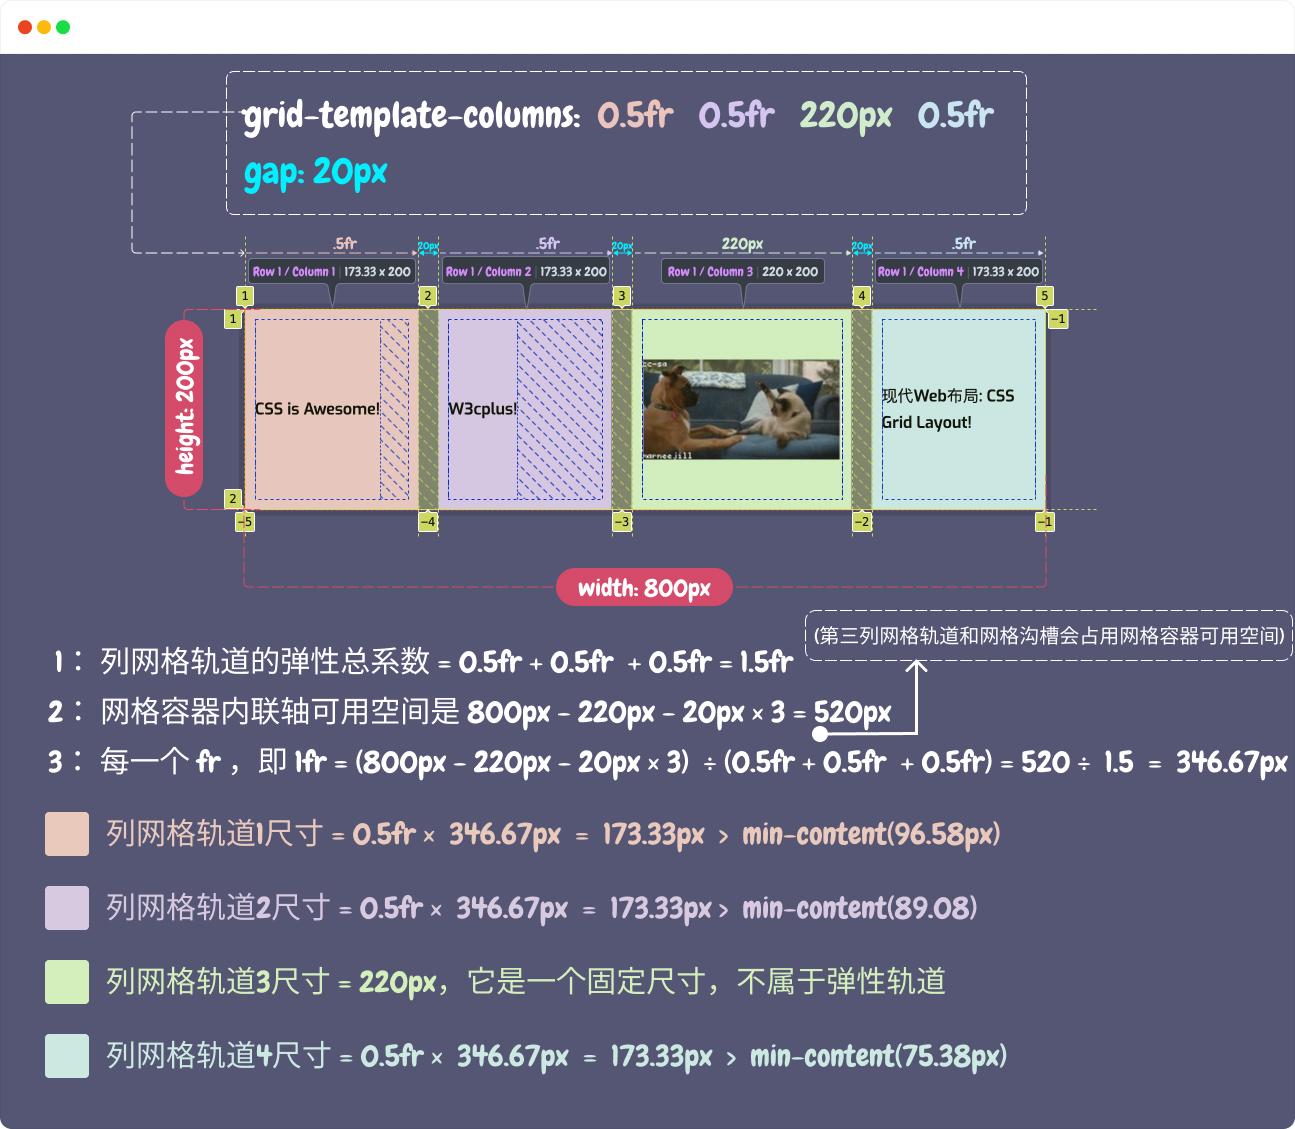 grid-template-columns: 0.5fr 0.5fr 220px 0.5fr
gap: 20px
.5fr 20px .5fr 20px 220px 20px .5fr
Row 1 / Column 1 | 173.33 x 200 Row 1 / Column 2 | 173.33 x 200 Row 1 / Column 3 | 220 x 200 Row 1 / Column 4 | 173.33 x 200
1 2 3 4 5
1 -1
height: 200px
cc-sa
CSS is Awesome! W3cplus! 现代Web布局: CSS
Grid Layout!
warneejill
2
-5 -4 -3 -2 -1
width: 800px
(第三列网格轨道和网格沟槽会占用网格容器可用空间)
1： 列网格轨道的弹性总系数 = 0.5fr + 0.5fr + 0.5fr = 1.5fr
2： 网格容器内联轴可用空间是 800px - 220px - 20px × 3 = 520px
3： 每一个 fr ，即 1fr = (800px - 220px - 20px × 3) ÷ (0.5fr + 0.5fr + 0.5fr) = 520 ÷ 1.5 = 346.67px
列网格轨道1尺寸 = 0.5fr × 346.67px = 173.33px > min-content(96.58px)
列网格轨道2尺寸 = 0.5fr × 346.67px = 173.33px > min-content(89.08)
列网格轨道3尺寸 = 220px，它是一个固定尺寸，不属于弹性轨道
列网格轨道4尺寸 = 0.5fr × 346.67px = 173.33px > min-content(75.38px)